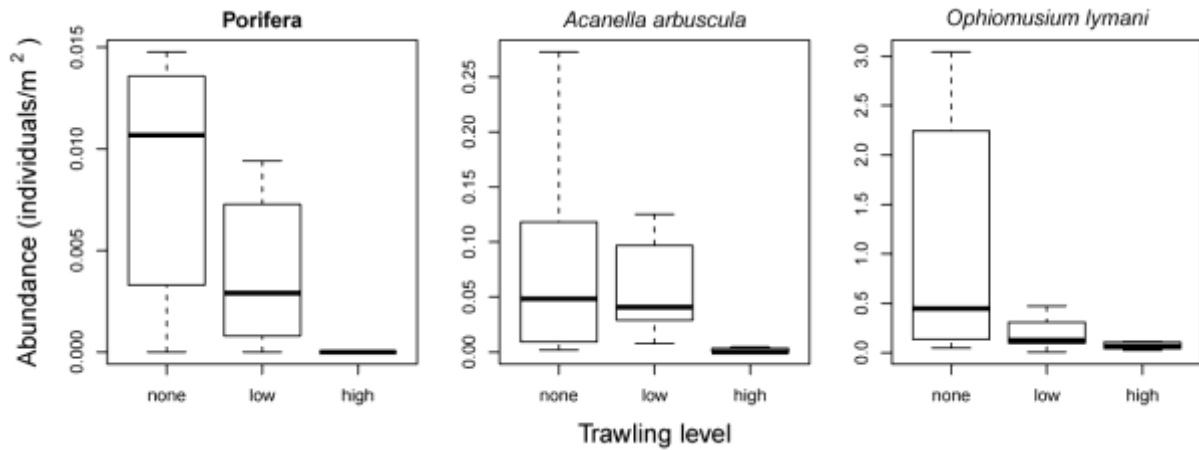 Porifera
Acanella arbuscula
Ophiomusium lymani
Abundance (individuals/m²)
0.015
0.010
0.005
0.000
0.25
0.20
0.15
0.10
0.05
0.00
3.0
2.5
2.0
1.5
1.0
0.5
0.0
none low high
none low high
none low high
Trawling level